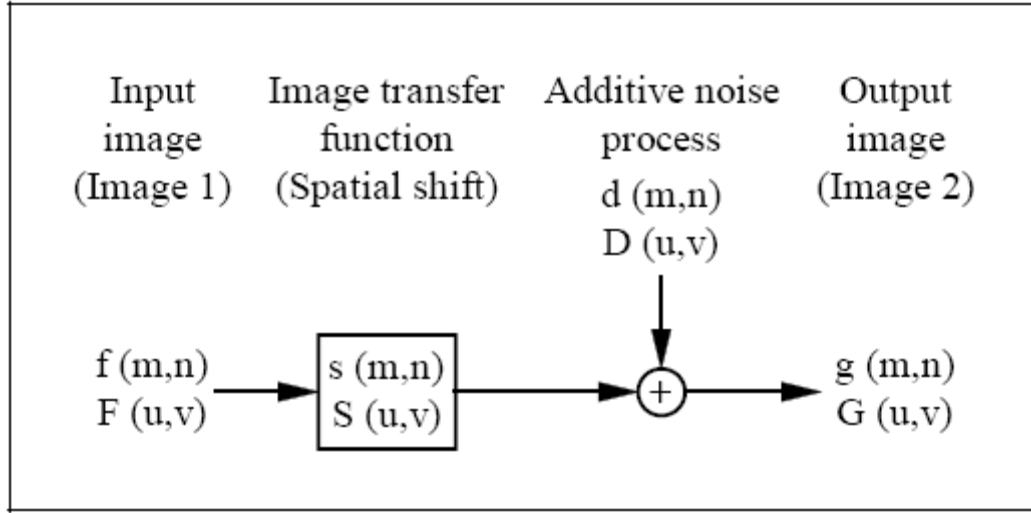 Input
image
(Image 1)
Image transfer
function
(Spatial shift)
Additive noise
process
d (m,n)
D (u,v)
Output
image
(Image 2)
f (m,n)
F (u,v)
s (m,n)
S (u,v)
+
g (m,n)
G (u,v)